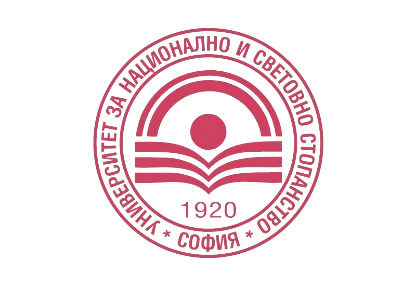 УНИВЕРСИТЕТ ЗА НАЦИОНАЛНО И СВЕТОВНО СТОПАНСТВО
* СОФИЯ *
1920